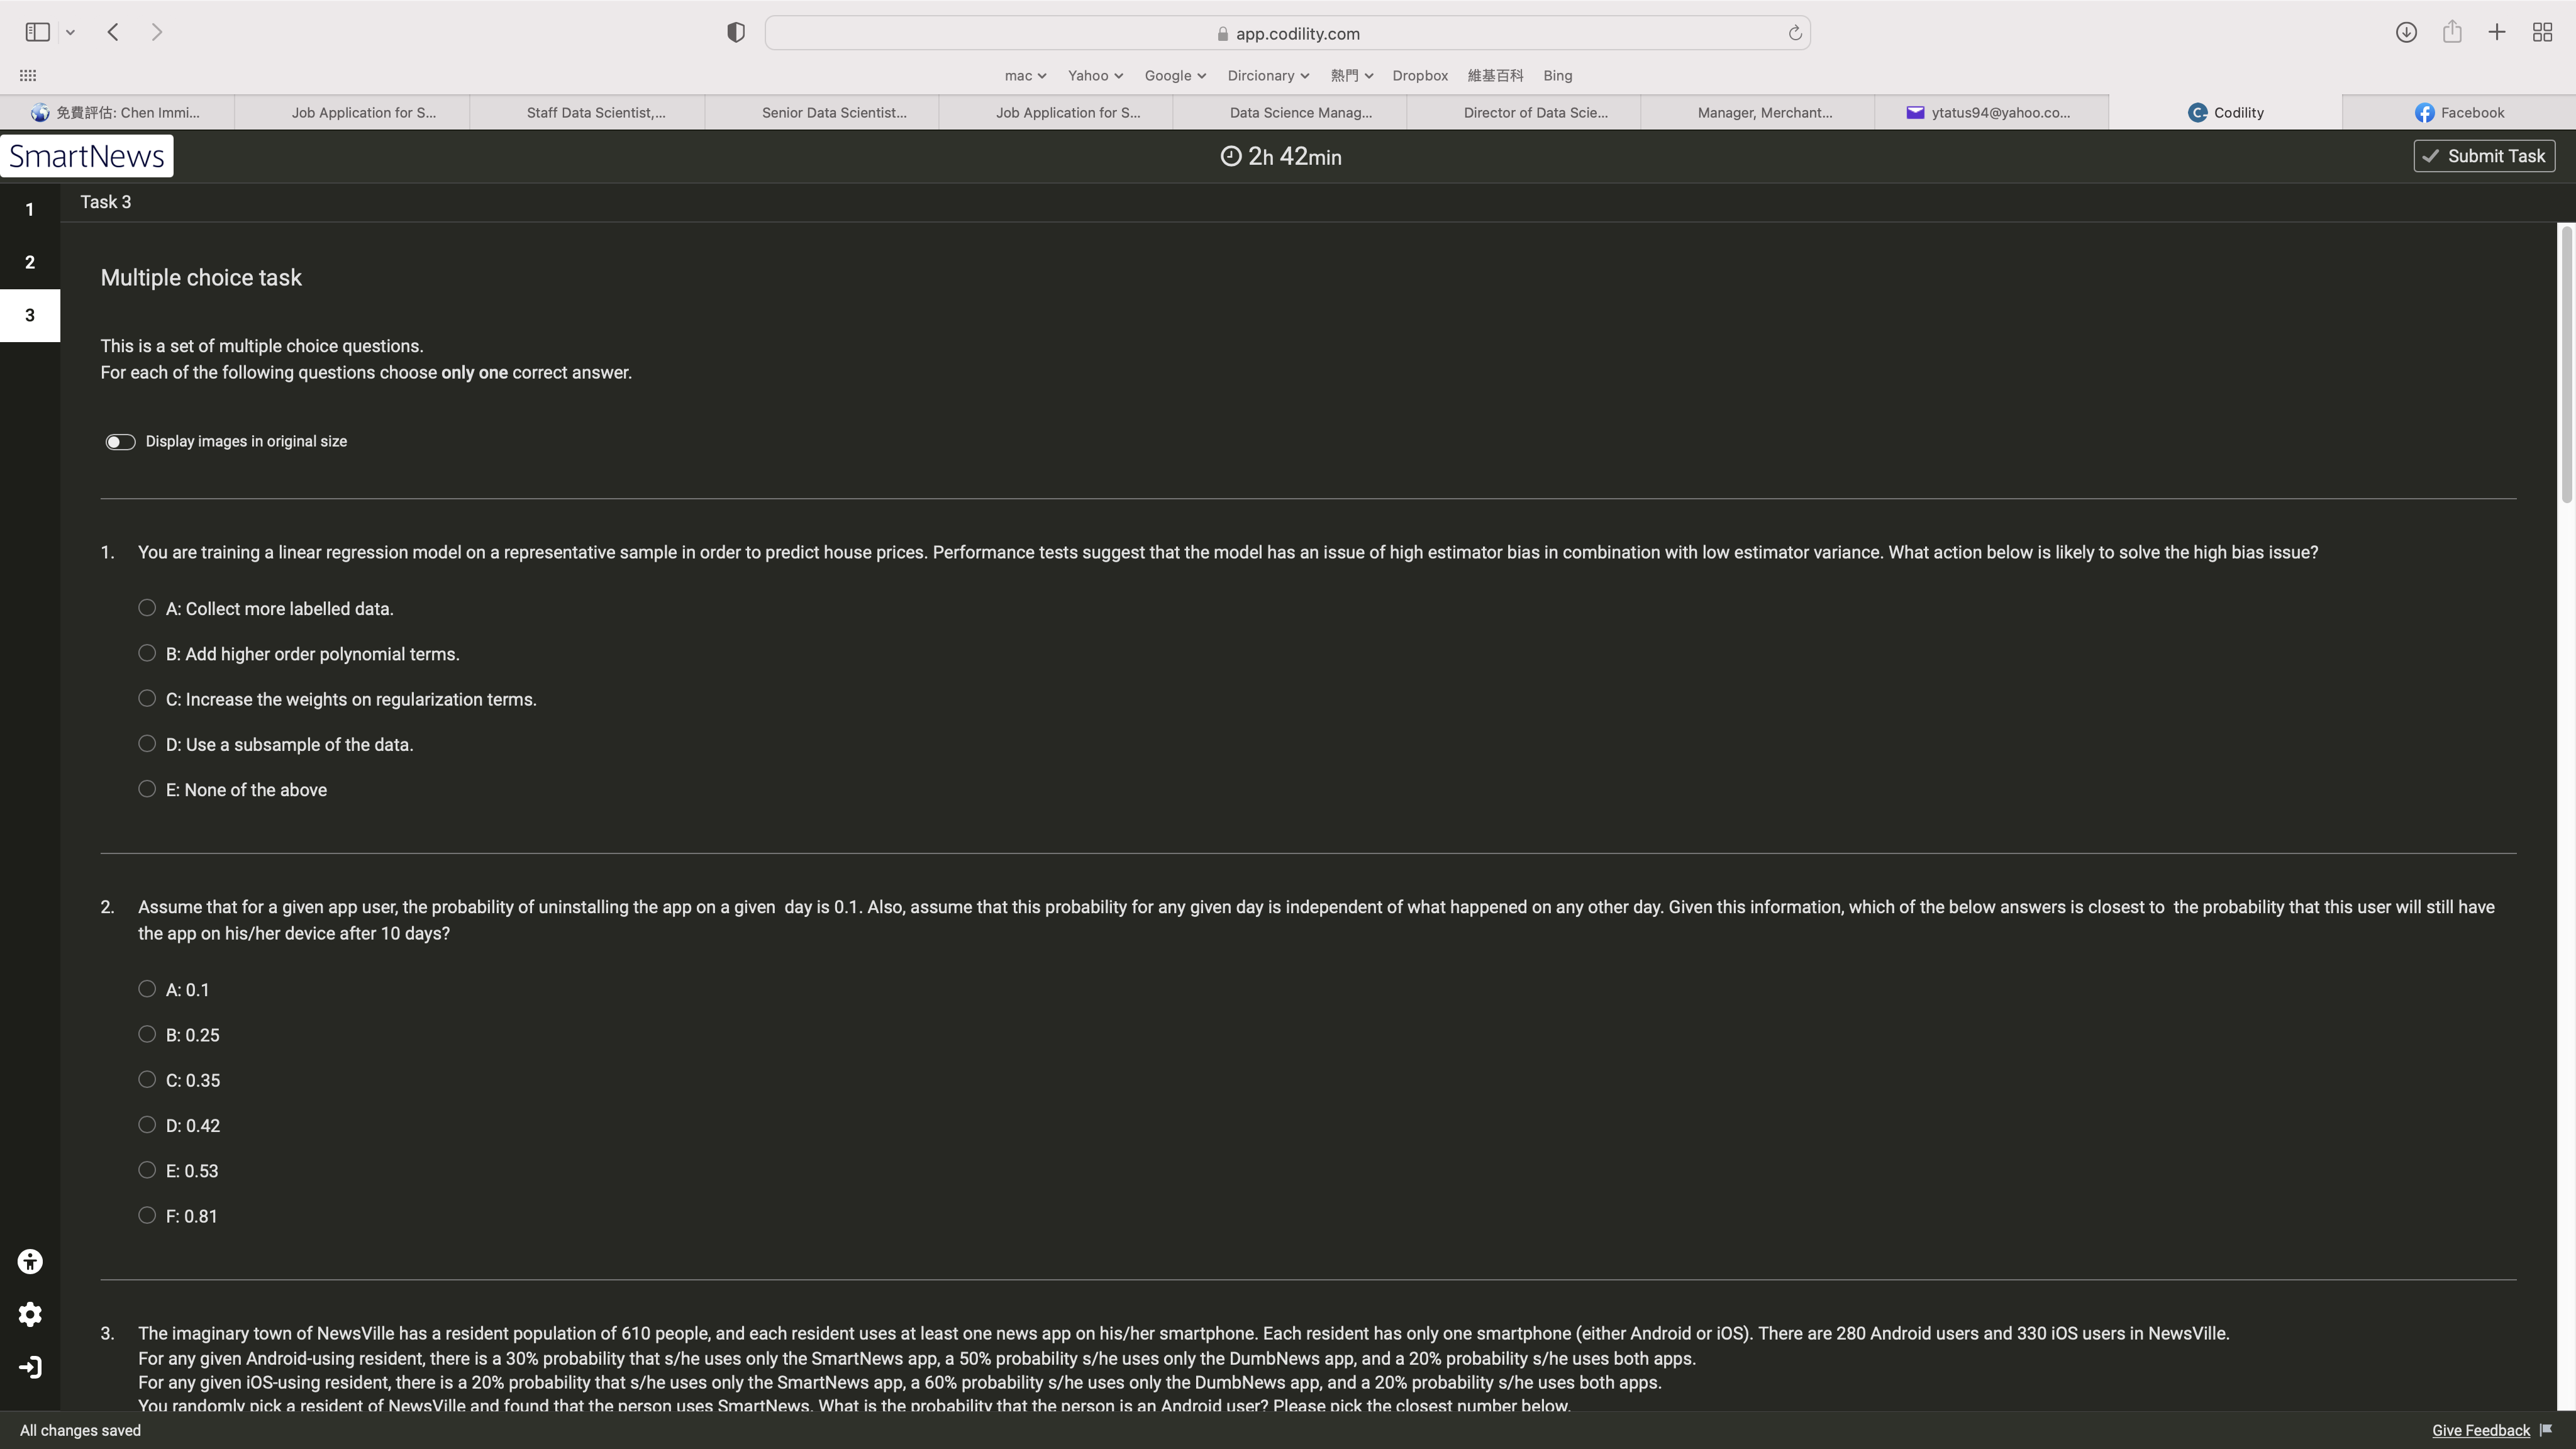 app.codility.com
mac
Yahoo
Google
Dircionary
熱門
Dropbox
維基百科
Bing
免費評估: Chen Immi...
Job Application for S...
Staff Data Scientist,...
Senior Data Scientist...
Job Application for S...
Data Science Manag...
Director of Data Scie...
Manager, Merchant...
ytatus94@yahoo.co...
Codility
Facebook
SmartNews
2h 42min
Submit Task
1
2
3
Task 3
Multiple choice task
This is a set of multiple choice questions.
For each of the following questions choose only one correct answer.
Display images in original size
1. You are training a linear regression model on a representative sample in order to predict house prices. Performance tests suggest that the model has an issue of high estimator bias in combination with low estimator variance. What action below is likely to solve the high bias issue?
A: Collect more labelled data.
B: Add higher order polynomial terms.
C: Increase the weights on regularization terms.
D: Use a subsample of the data.
E: None of the above
2. Assume that for a given app user, the probability of uninstalling the app on a given day is 0.1. Also, assume that this probability for any given day is independent of what happened on any other day. Given this information, which of the below answers is closest to the probability that this user will still have
the app on his/her device after 10 days?
A: 0.1
B: 0.25
C: 0.35
D: 0.42
E: 0.53
F: 0.81
3. The imaginary town of NewsVille has a resident population of 610 people, and each resident uses at least one news app on his/her smartphone. Each resident has only one smartphone (either Android or iOS). There are 280 Android users and 330 iOS users in NewsVille.
For any given Android-using resident, there is a 30% probability that s/he uses only the SmartNews app, a 50% probability s/he uses only the DumbNews app, and a 20% probability s/he uses both apps.
For any given iOS-using resident, there is a 20% probability that s/he uses only the SmartNews app, a 60% probability s/he uses only the DumbNews app, and a 20% probability s/he uses both apps.
You randomly pick a resident of NewsVille and found that the person uses SmartNews. What is the probability that the person is an Android user? Please pick the closest number below.
All changes saved
Give Feedback